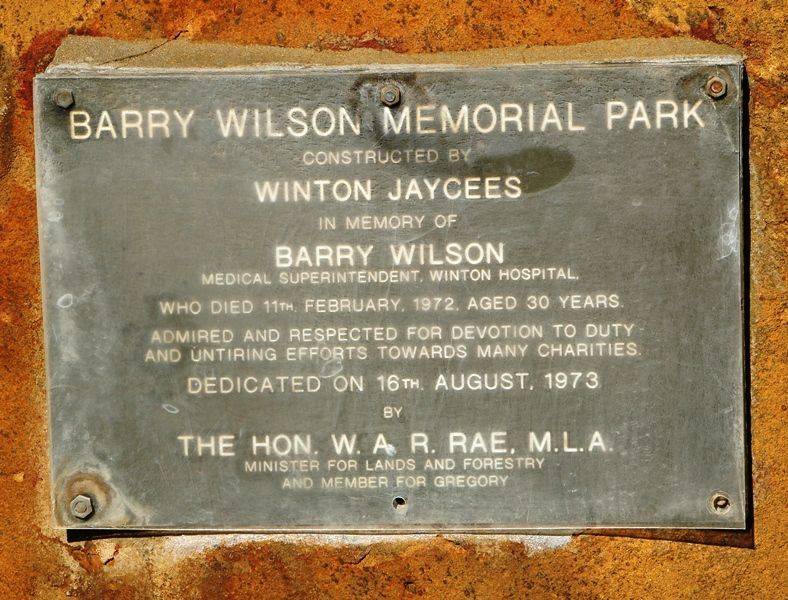 BARRY WILSON MEMORIAL PARK
CONSTRUCTED BY
WINTON JAYCEES
IN MEMORY OF
BARRY WILSON
MEDICAL SUPERINTENDENT, WINTON HOSPITAL,
WHO DIED 11TH. FEBRUARY, 1972, AGED 30 YEARS.
ADMIRED AND RESPECTED FOR DEVOTION TO DUTY
AND UNTIRING EFFORTS TOWARDS MANY CHARITIES.
DEDICATED ON 16TH. AUGUST, 1973
BY
THE HON. W. A. R. RAE, M.L.A.
MINISTER FOR LANDS AND FORESTRY
AND MEMBER FOR GREGORY